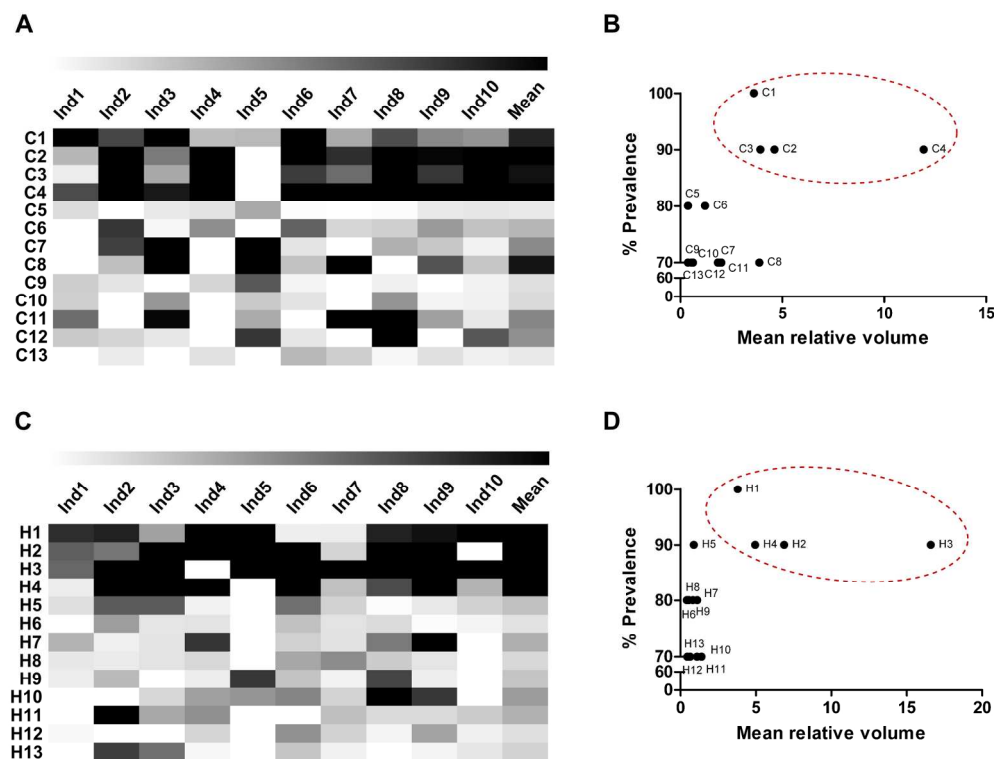 A
Ind1 Ind2 Ind3 Ind4 Ind5 Ind6 Ind7 Ind8 Ind9 Ind10 Mean
C1
C2
C3
C4
C5
C6
C7
C8
C9
C10
C11
C12
C13
B
% Prevalence
100
90
80
70
60
0
C1
C3 C2 C4
C5
C6
C9
C10 C7
C11 C8
C13 C12
0 5 10 15
Mean relative volume
C
Ind1 Ind2 Ind3 Ind4 Ind5 Ind6 Ind7 Ind8 Ind9 Ind10 Mean
H1
H2
H3
H4
H5
H6
H7
H8
H9
H10
H11
H12
H13
D
% Prevalence
100
90
80
70
60
0
H1
H5 H4 H2 H3
H8
H7
H6 H9
H13
H10
H12 H11
0 5 10 15 20
Mean relative volume